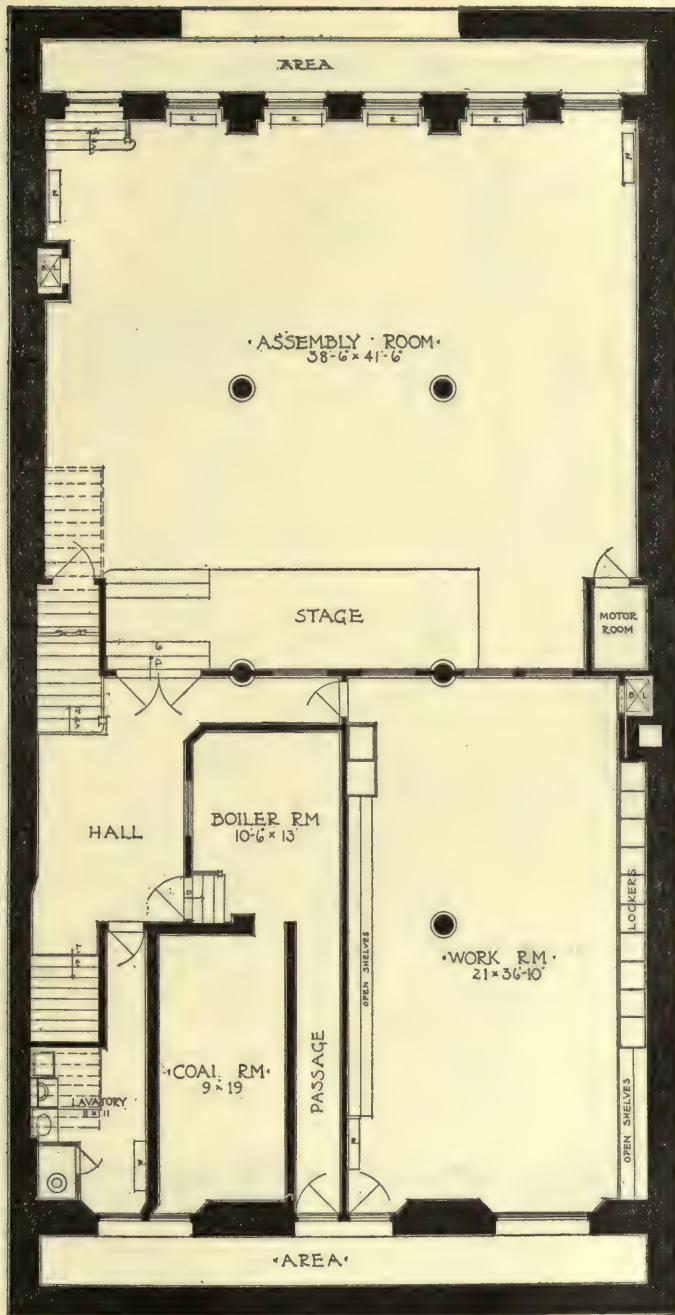 AREA
R.
R.
R.
R.
R.
R.
B L
·ASSEMBLY · ROOM·
38'-6" × 41'-6"
STAGE
MOTOR
ROOM
B L
HALL
BOILER RM
10'-6" × 13'
LOCKERS
OPEN SHELVES
·WORK RM·
21 × 36'-10"
PASSAGE
·COAL RM·
9 × 19
LAVATORY
8 × 11
R.
R.
OPEN SHELVES
·AREA·